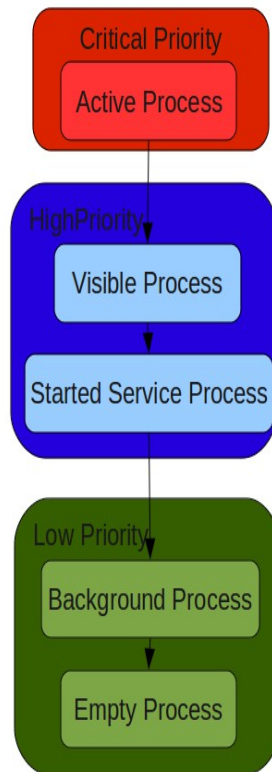 Critical Priority
Active Process
HighPriority
Visible Process
Started Service Process
Low Priority
Background Process
Empty Process